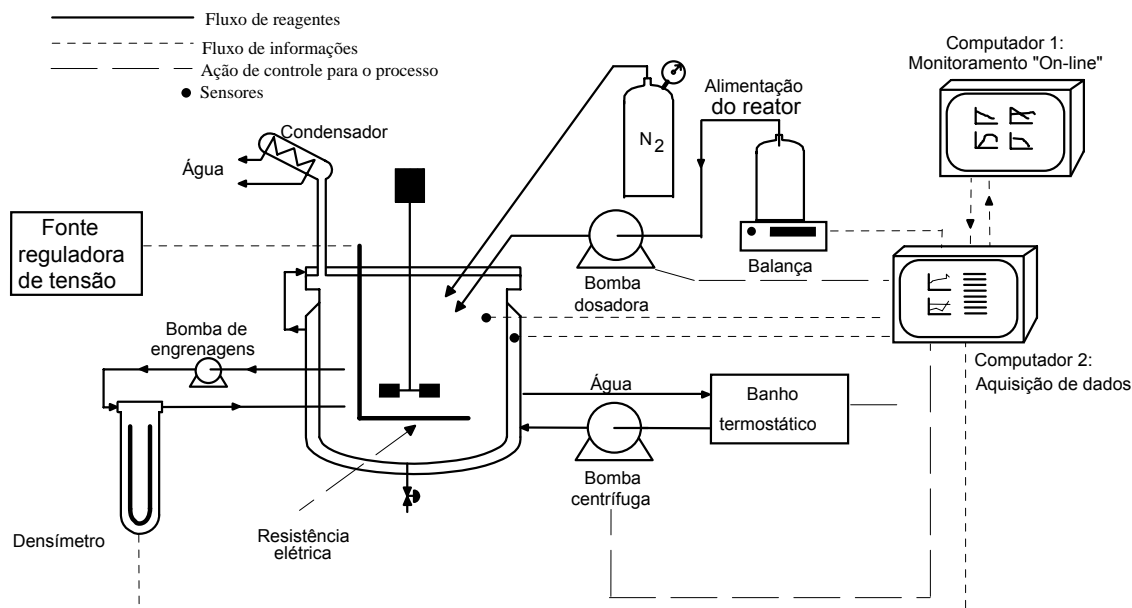 Fluxo de reagentes
Fluxo de informações
Ação de controle para o processo
Sensores
Computador 1:
Monitoramento "On-line"
Alimentação
do reator
N2
Condensador
Água
Fonte
reguladora
de tensão
Balança
Bomba
dosadora
Bomba de
engrenagens
Computador 2:
Aquisição de dados
Água
Banho
termostático
Bomba
centrífuga
Densímetro
Resistência
elétrica